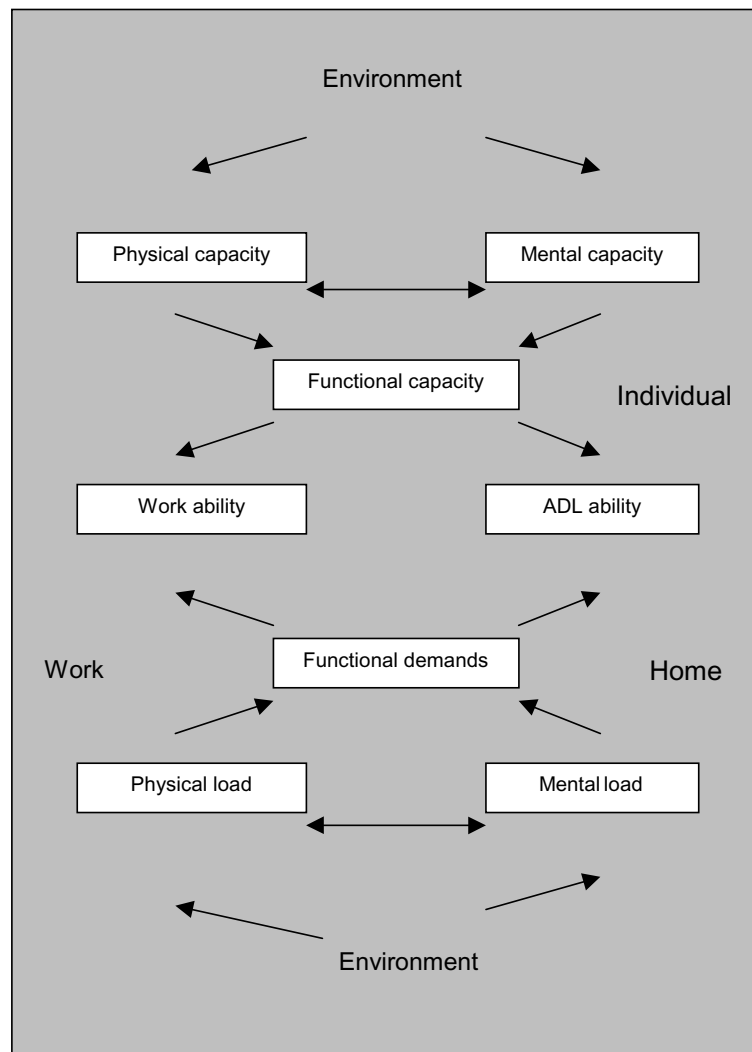 Environment
Physical capacity
Mental capacity
Functional capacity
Individual
Work ability
ADL ability
Functional demands
Work
Home
Physical load
Mental load
Environment